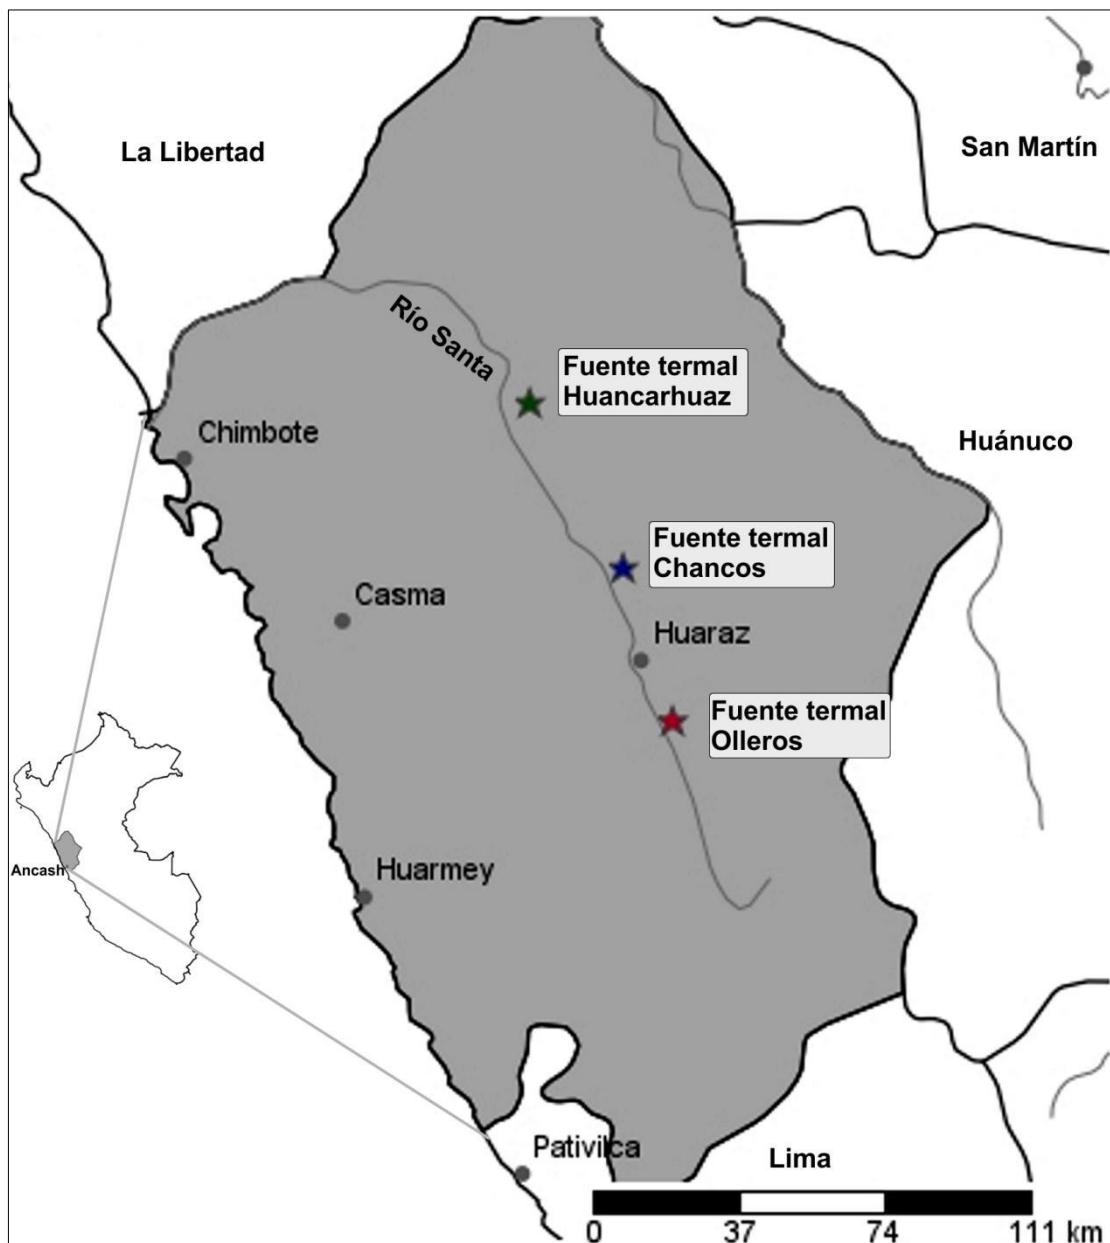 La Libertad
San Martín
Río Santa
Fuente termal
Huancarhuaz
Chimbote
Huánuco
Fuente termal
Chancos
Casma
Huaraz
Fuente termal
Olleros
Ancash
Huarmey
Pativilca
Lima
0 37 74 111 km